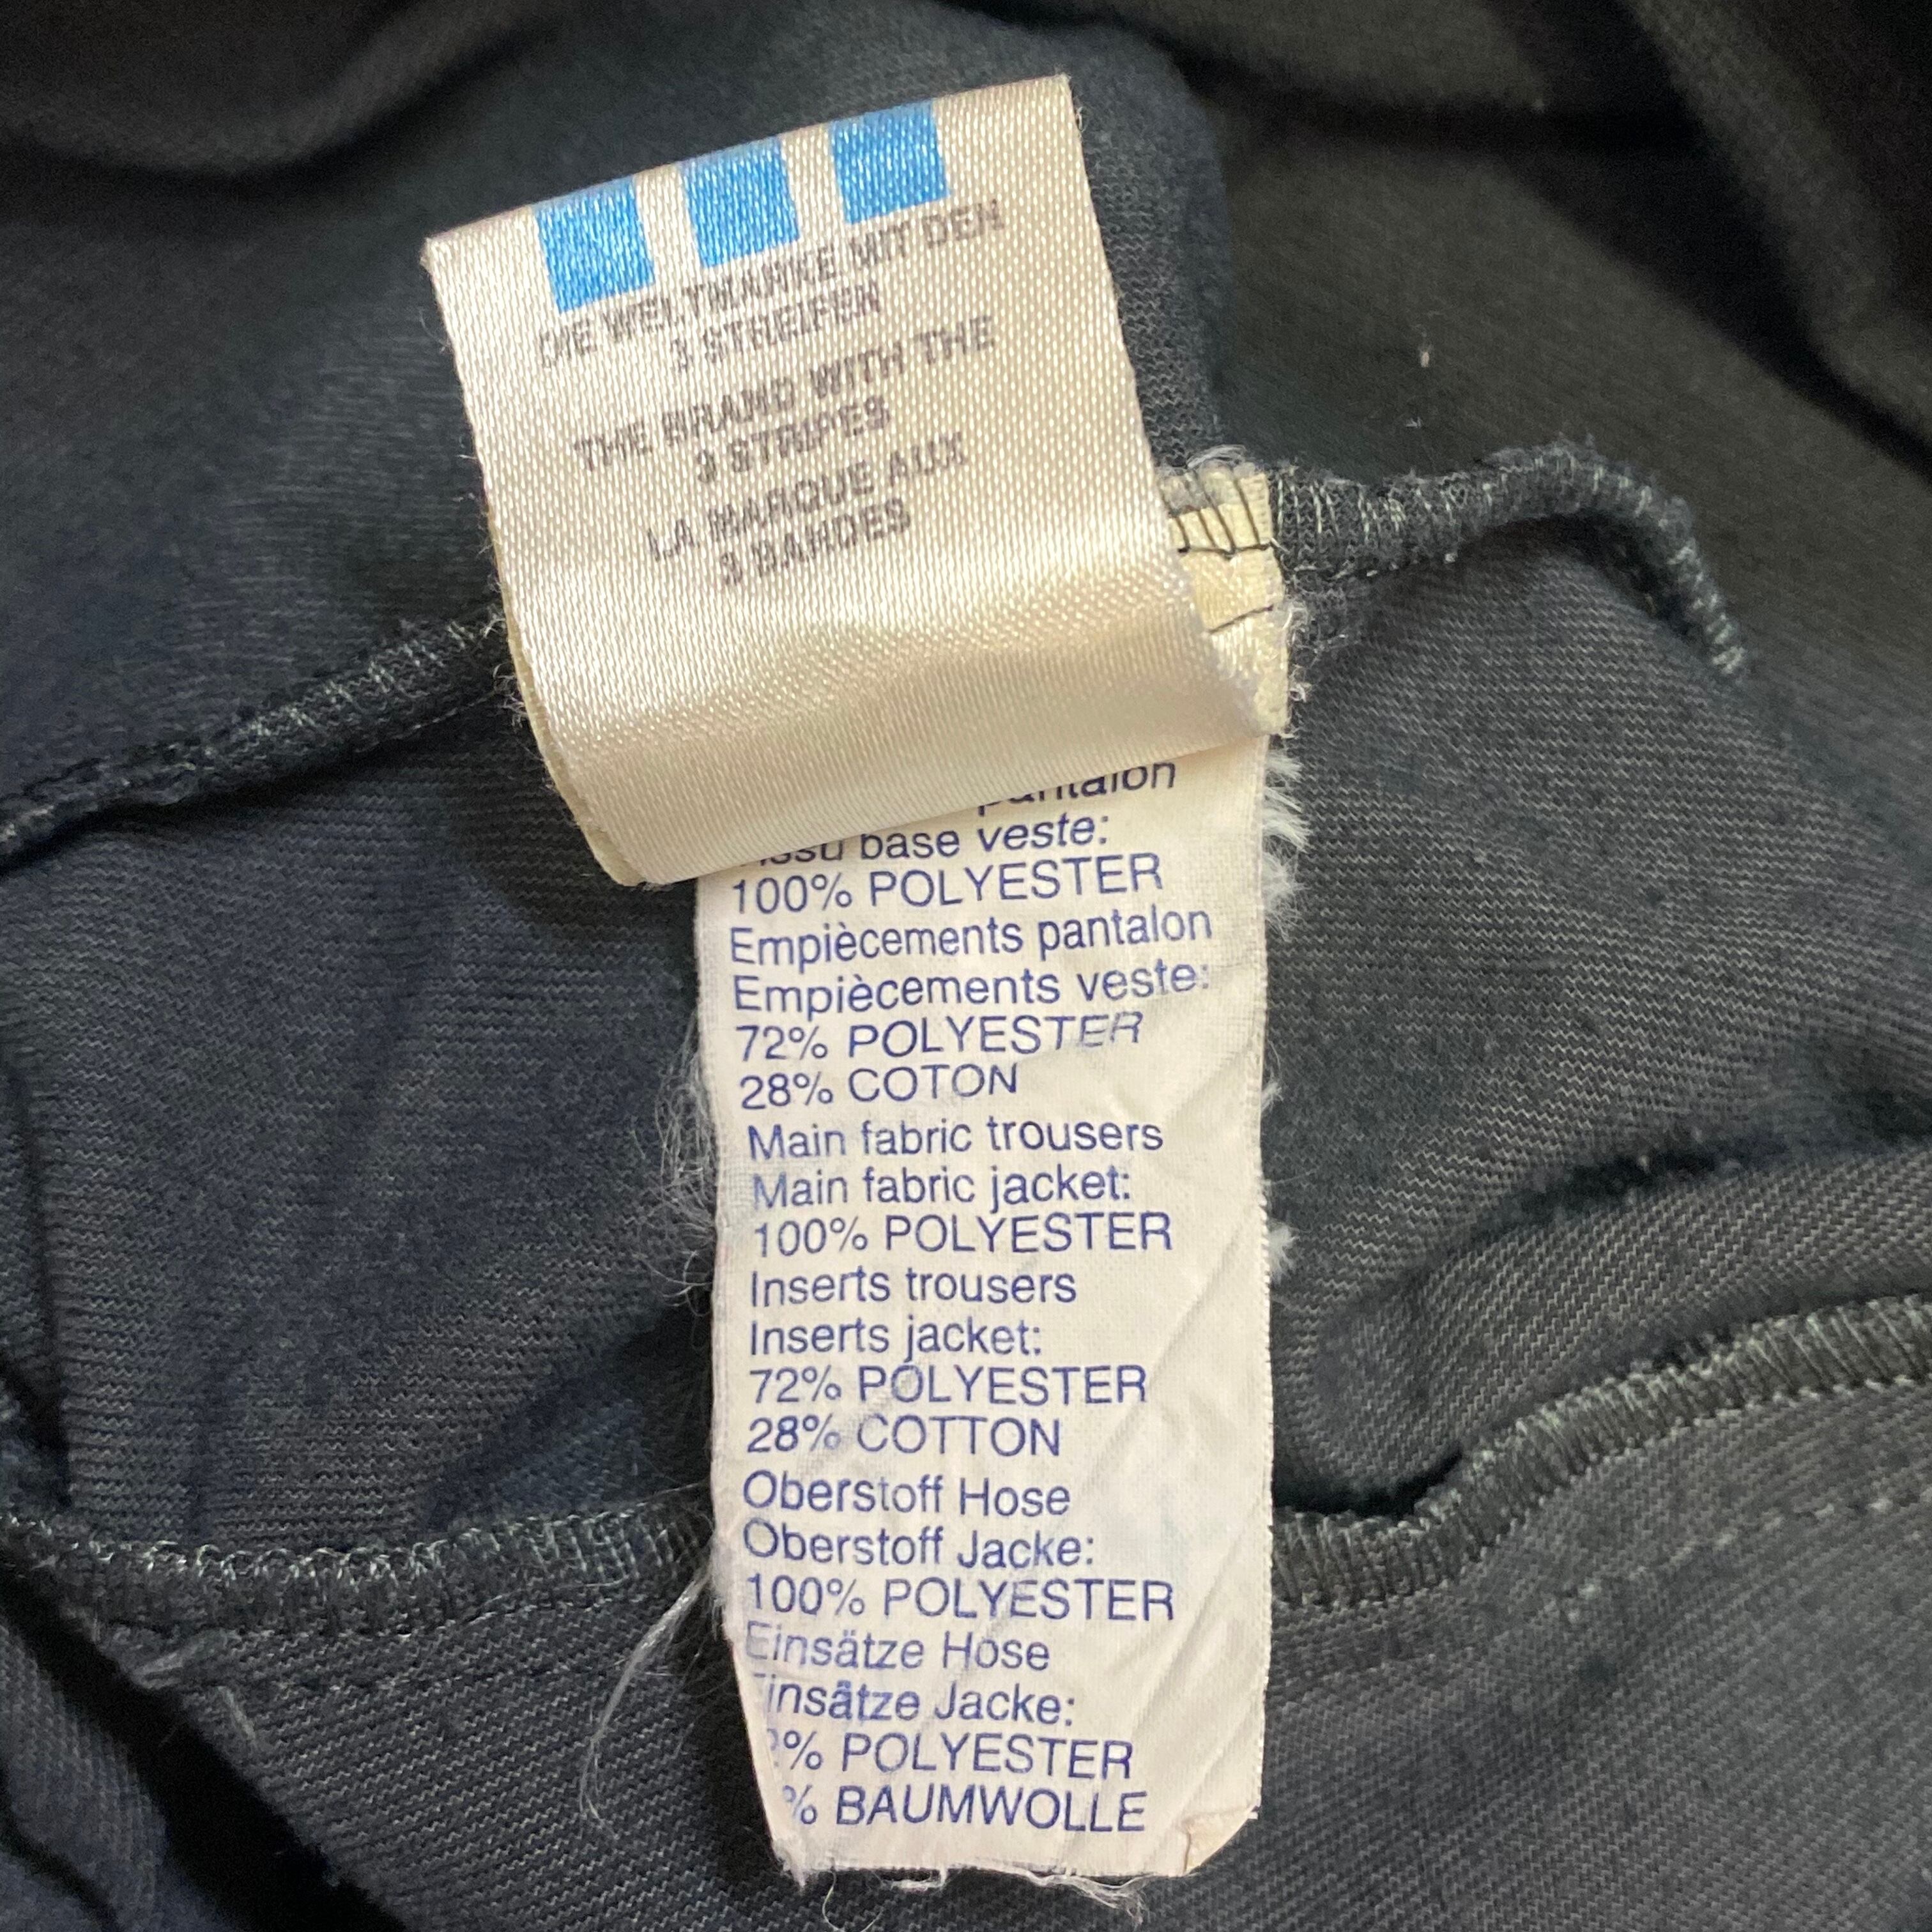 DIE WELTMARKE MIT DEN
3 STREIFEN
THE BRAND WITH THE
3 STRIPES
LA MARQUE AUX
3 BANDES
pantalon
base veste:
100% POLYESTER
Empiècements pantalon
Empiècements veste:
72% POLYESTER
28% COTON
Main fabric trousers
Main fabric jacket:
100% POLYESTER
Inserts trousers
Inserts jacket:
72% POLYESTER
28% COTTON
Oberstoff Hose
Oberstoff Jacke:
100% POLYESTER
Einsätze Hose
Einsätze Jacke:
% POLYESTER
% BAUMWOLLE